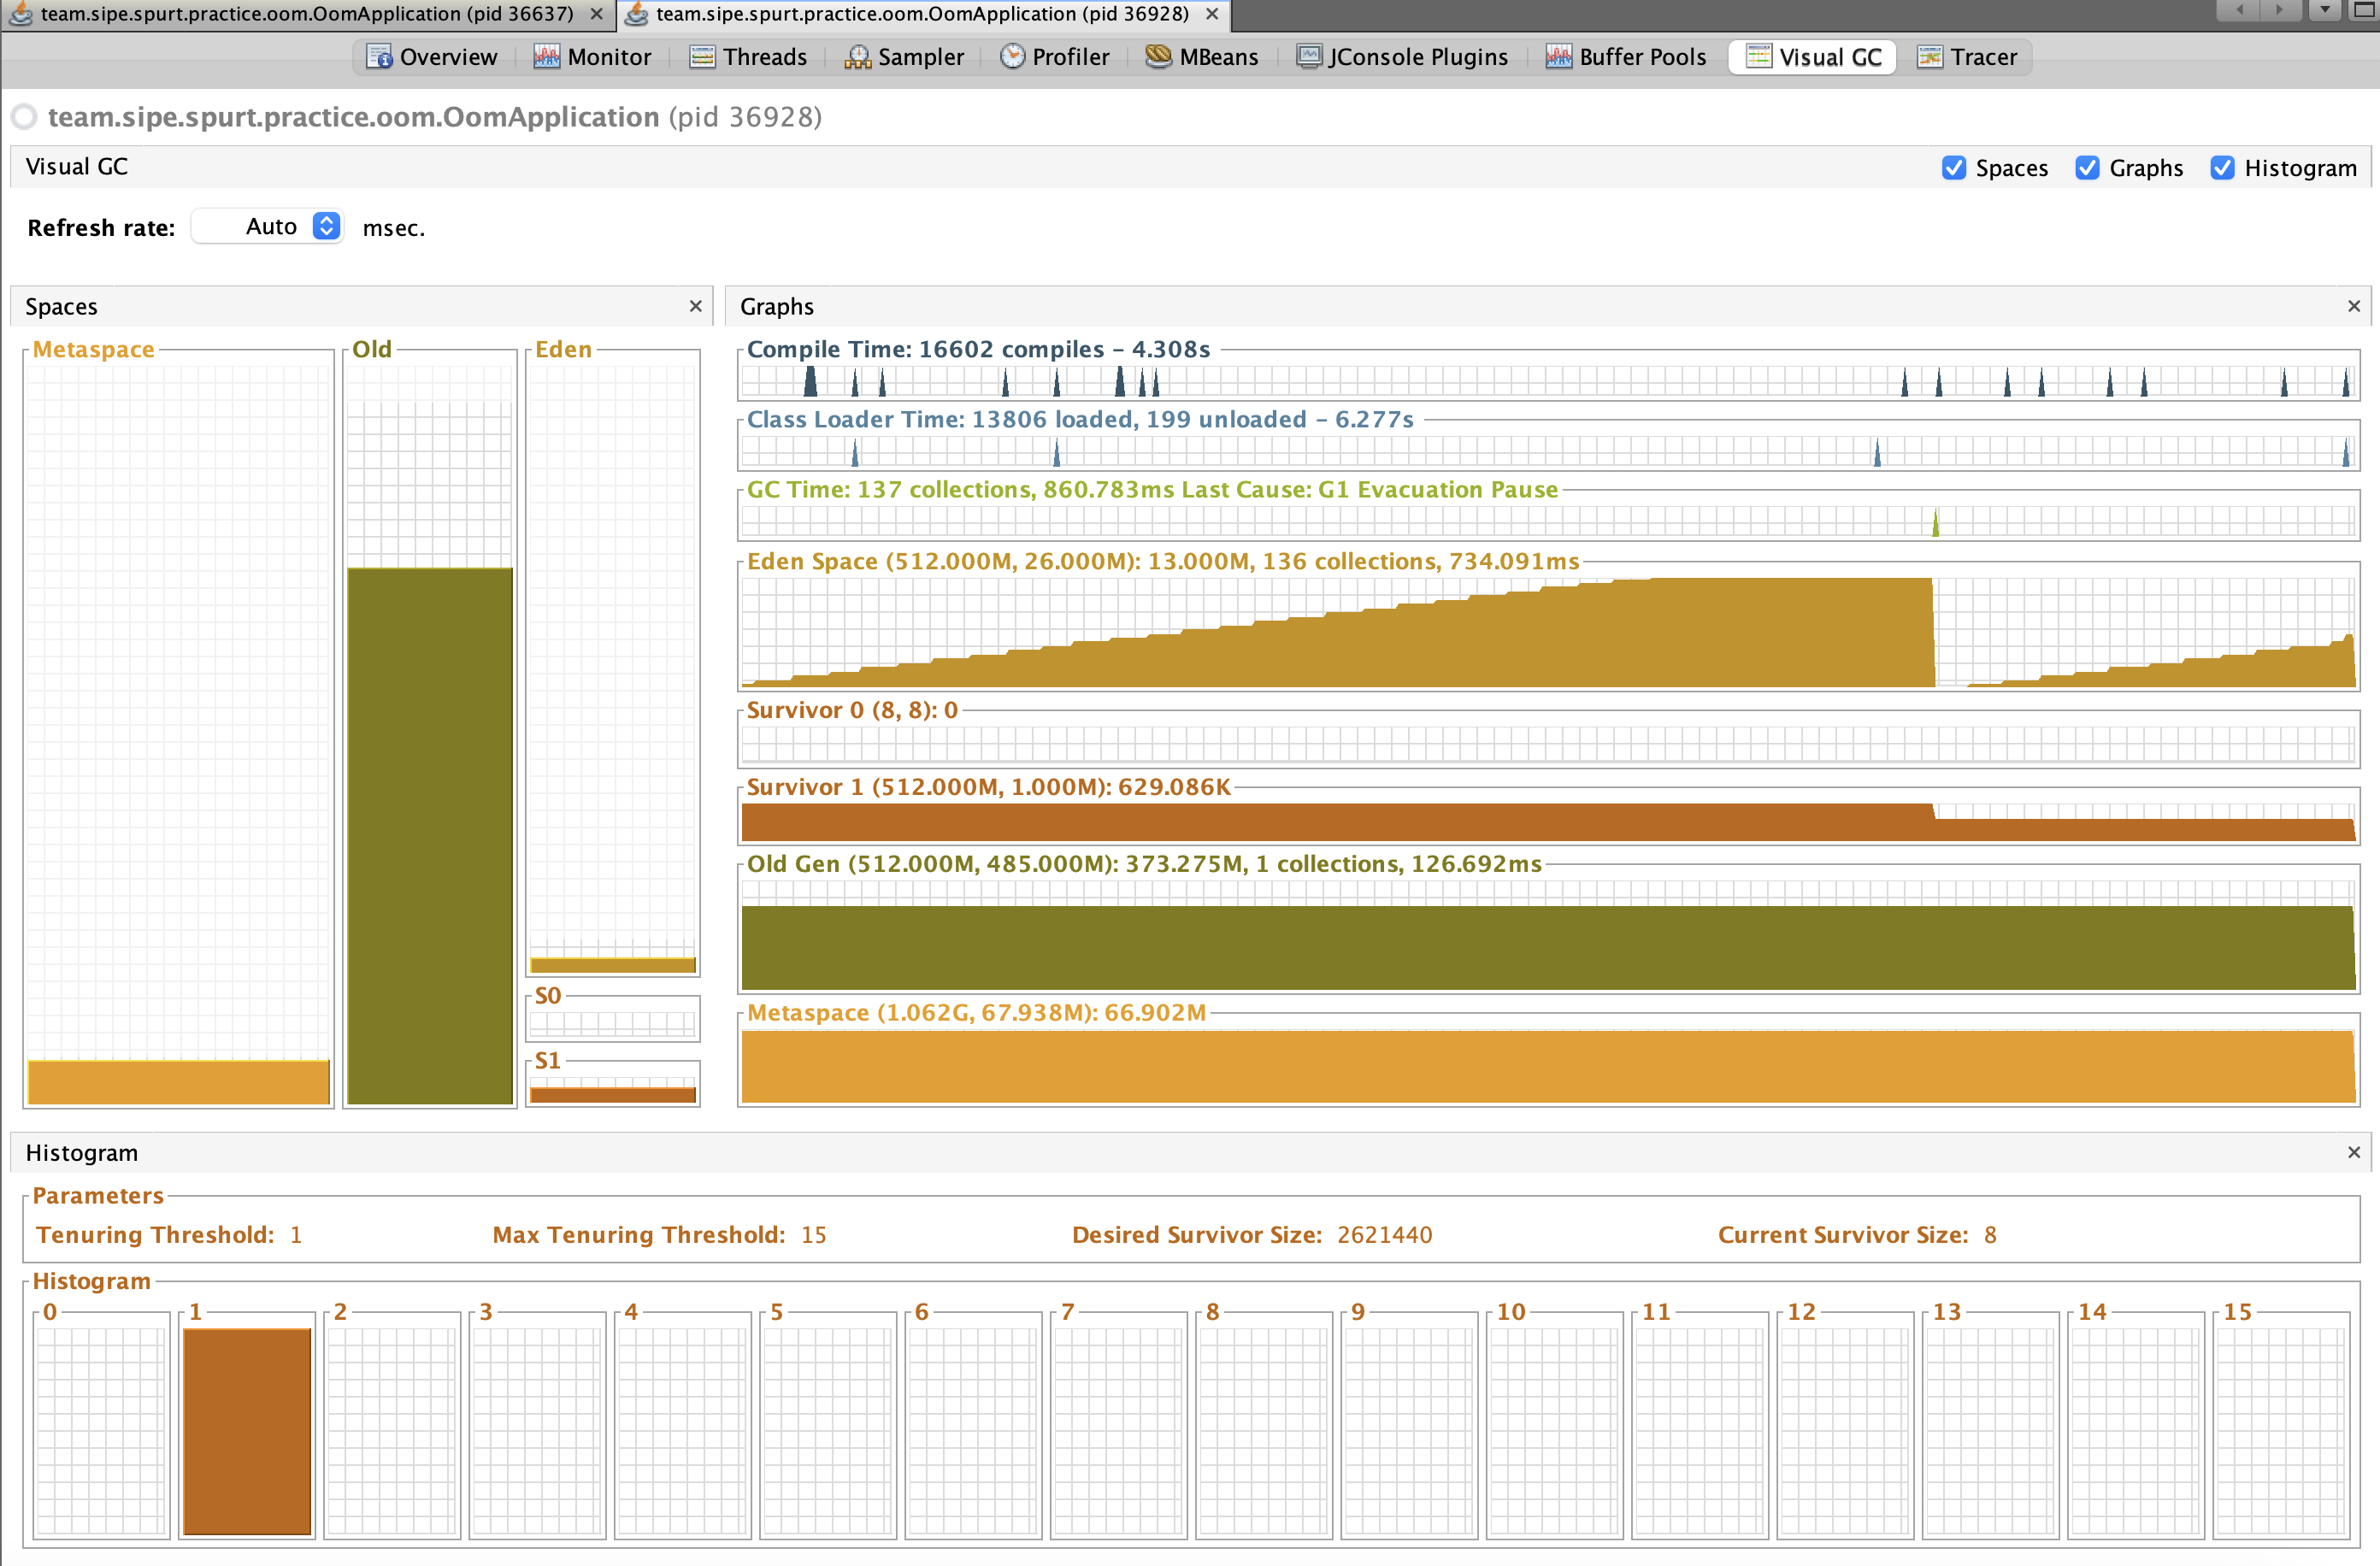 team.sipe.spurt.practice.oom.OomApplication (pid 36637)
team.sipe.spurt.practice.oom.OomApplication (pid 36928)
Overview
Monitor
Threads
Sampler
Profiler
MBeans
JConsole Plugins
Buffer Pools
Visual GC
Tracer
team.sipe.spurt.practice.oom.OomApplication (pid 36928)
Visual GC
Spaces
Graphs
Histogram
Refresh rate: Auto msec.
Spaces
Metaspace
Old
Eden
S0
S1
Graphs
Compile Time: 16602 compiles – 4.308s
Class Loader Time: 13806 loaded, 199 unloaded – 6.277s
GC Time: 137 collections, 860.783ms Last Cause: G1 Evacuation Pause
Eden Space (512.000M, 26.000M): 13.000M, 136 collections, 734.091ms
Survivor 0 (8, 8): 0
Survivor 1 (512.000M, 1.000M): 629.086K
Old Gen (512.000M, 485.000M): 373.275M, 1 collections, 126.692ms
Metaspace (1.062G, 67.938M): 66.902M
Histogram
Parameters
Tenuring Threshold: 1
Max Tenuring Threshold: 15
Desired Survivor Size: 2621440
Current Survivor Size: 8
Histogram
0
1
2
3
4
5
6
7
8
9
10
11
12
13
14
15